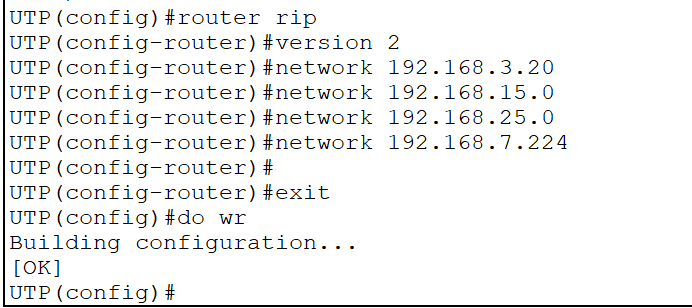 UTP(config)#router rip
UTP(config-router)#version 2
UTP(config-router)#network 192.168.3.20
UTP(config-router)#network 192.168.15.0
UTP(config-router)#network 192.168.25.0
UTP(config-router)#network 192.168.7.224
UTP(config-router)#
UTP(config-router)#exit
UTP(config)#do wr
Building configuration...
[OK]
UTP(config)#